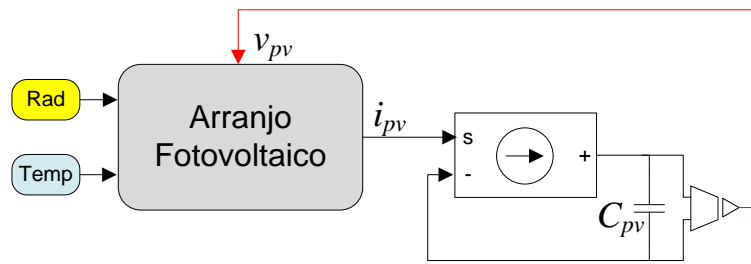 v_pv
Rad
Arranjo
Fotovoltaico
i_pv
s
Temp
-
+
C_pv